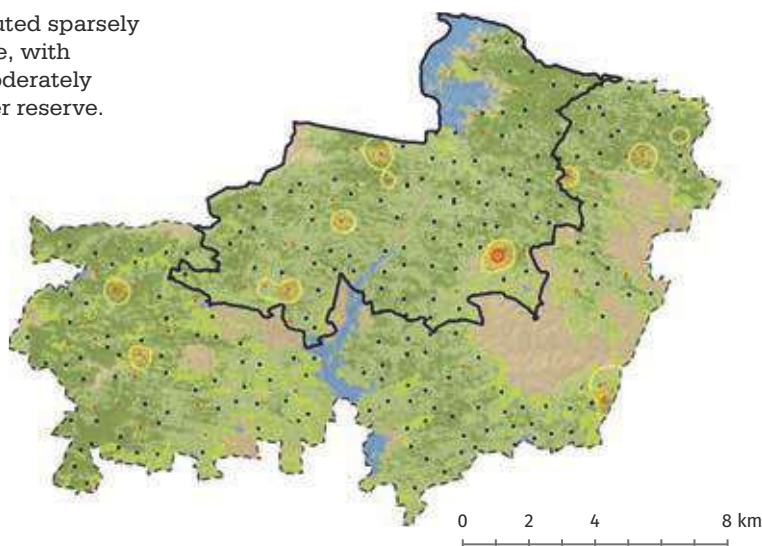 uted sparsely
e, with
oderately
er reserve.
0 2 4 8 km